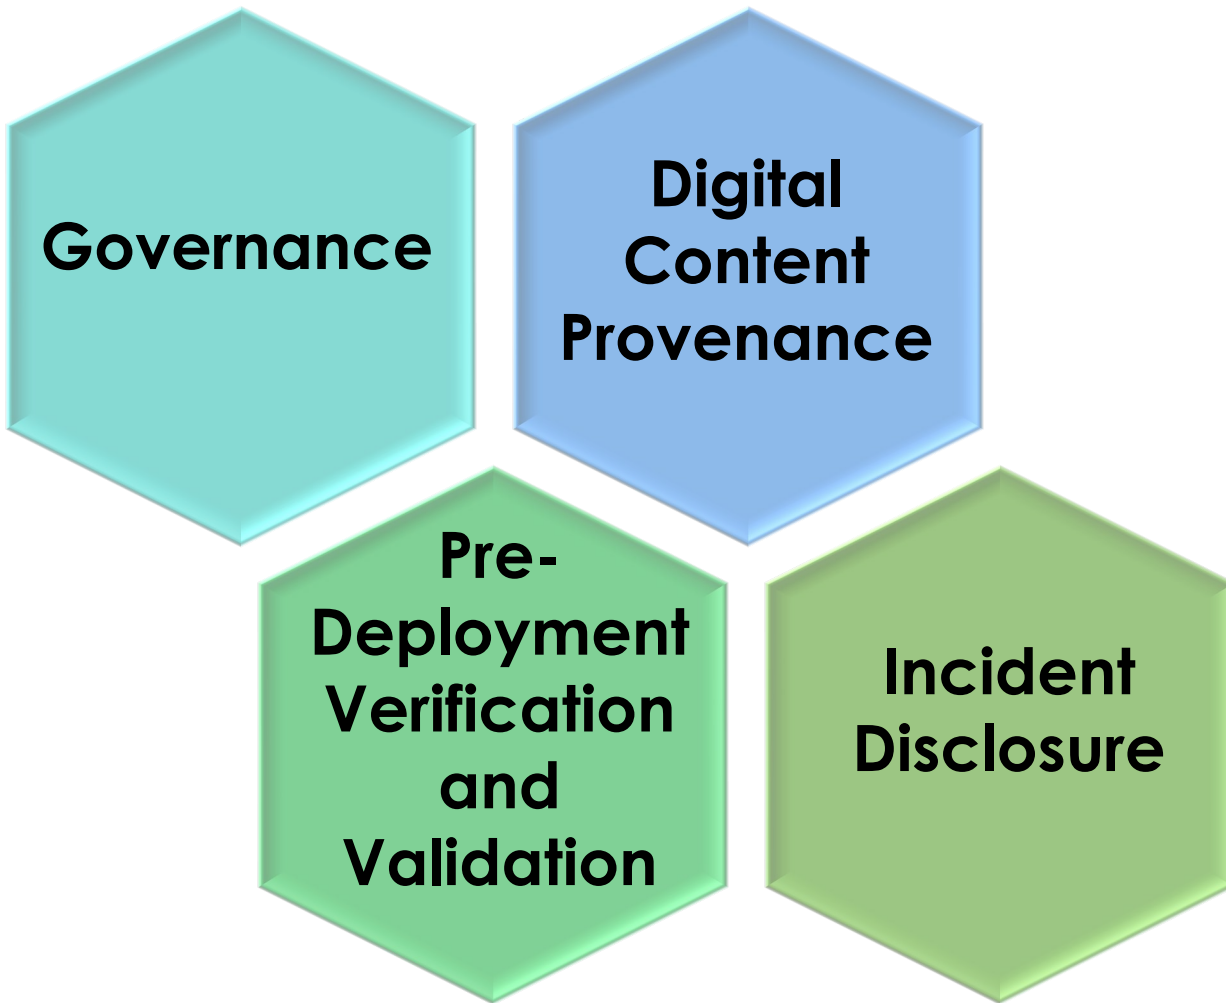 Governance
Digital
Content
Provenance
Pre-
Deployment
Verification
and
Validation
Incident
Disclosure